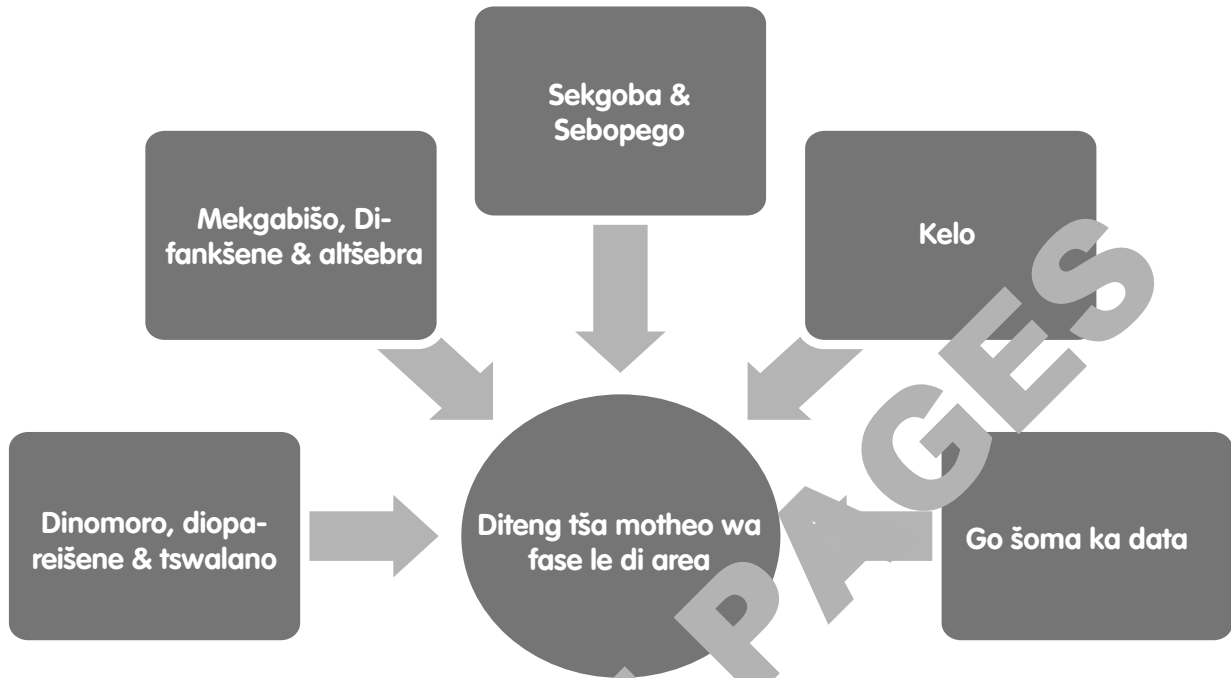 Sekgoba &
Sebopego
Mekgabišo, Di-
fankšene & altšebra
Kelo
Dinomoro, diopa-
reišene & tswalano
Diteng tša motheo wa
fase le di area
Go šoma ka data
PAGES